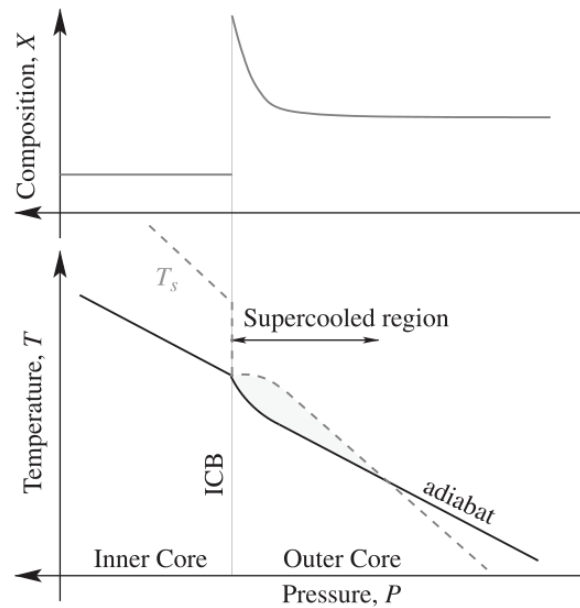 Composition, X
T_s
Supercooled region
Temperature, T
ICB
adiabat
Inner Core
Outer Core
Pressure, P